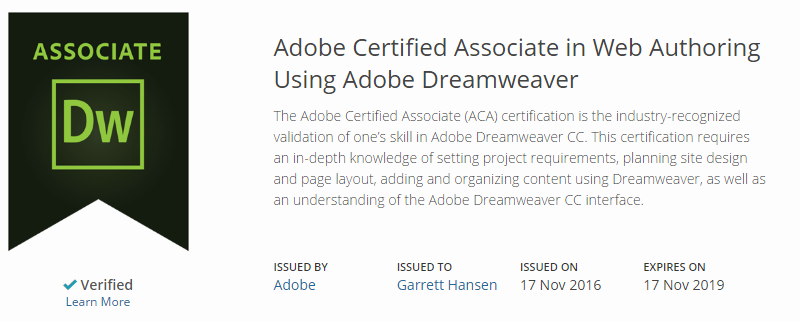 ASSOCIATE
Dw
Verified
Learn More
Adobe Certified Associate in Web Authoring
Using Adobe Dreamweaver
The Adobe Certified Associate (ACA) certification is the industry-recognized
validation of one's skill in Adobe Dreamweaver CC. This certification requires
an in-depth knowledge of setting project requirements, planning site design
and page layout, adding and organizing content using Dreamweaver, as well as
an understanding of the Adobe Dreamweaver CC interface.
ISSUED BY ISSUED TO ISSUED ON EXPIRES ON
Adobe Garrett Hansen 17 Nov 2016 17 Nov 2019